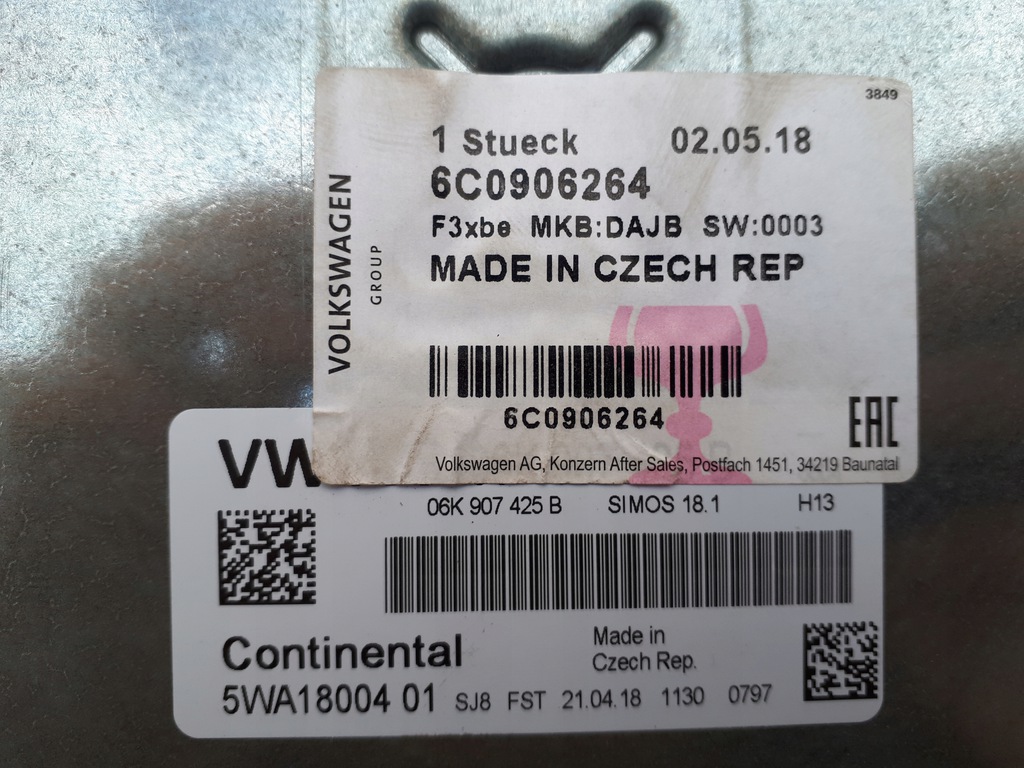 3849
1 Stueck 02.05.18
6C0906264
F3xbe MKB:DAJB SW:0003
MADE IN CZECH REP
VOLKSWAGEN
GROUP
6C0906264
EAC
Volkswagen AG, Konzern After Sales, Postfach 1451, 34219 Baunatal
VW
06K 907 425 B SIMOS 18.1 H13
Continental
Made in
Czech Rep.
5WA18004 01 SJ8 FST 21.04.18 1130 0797